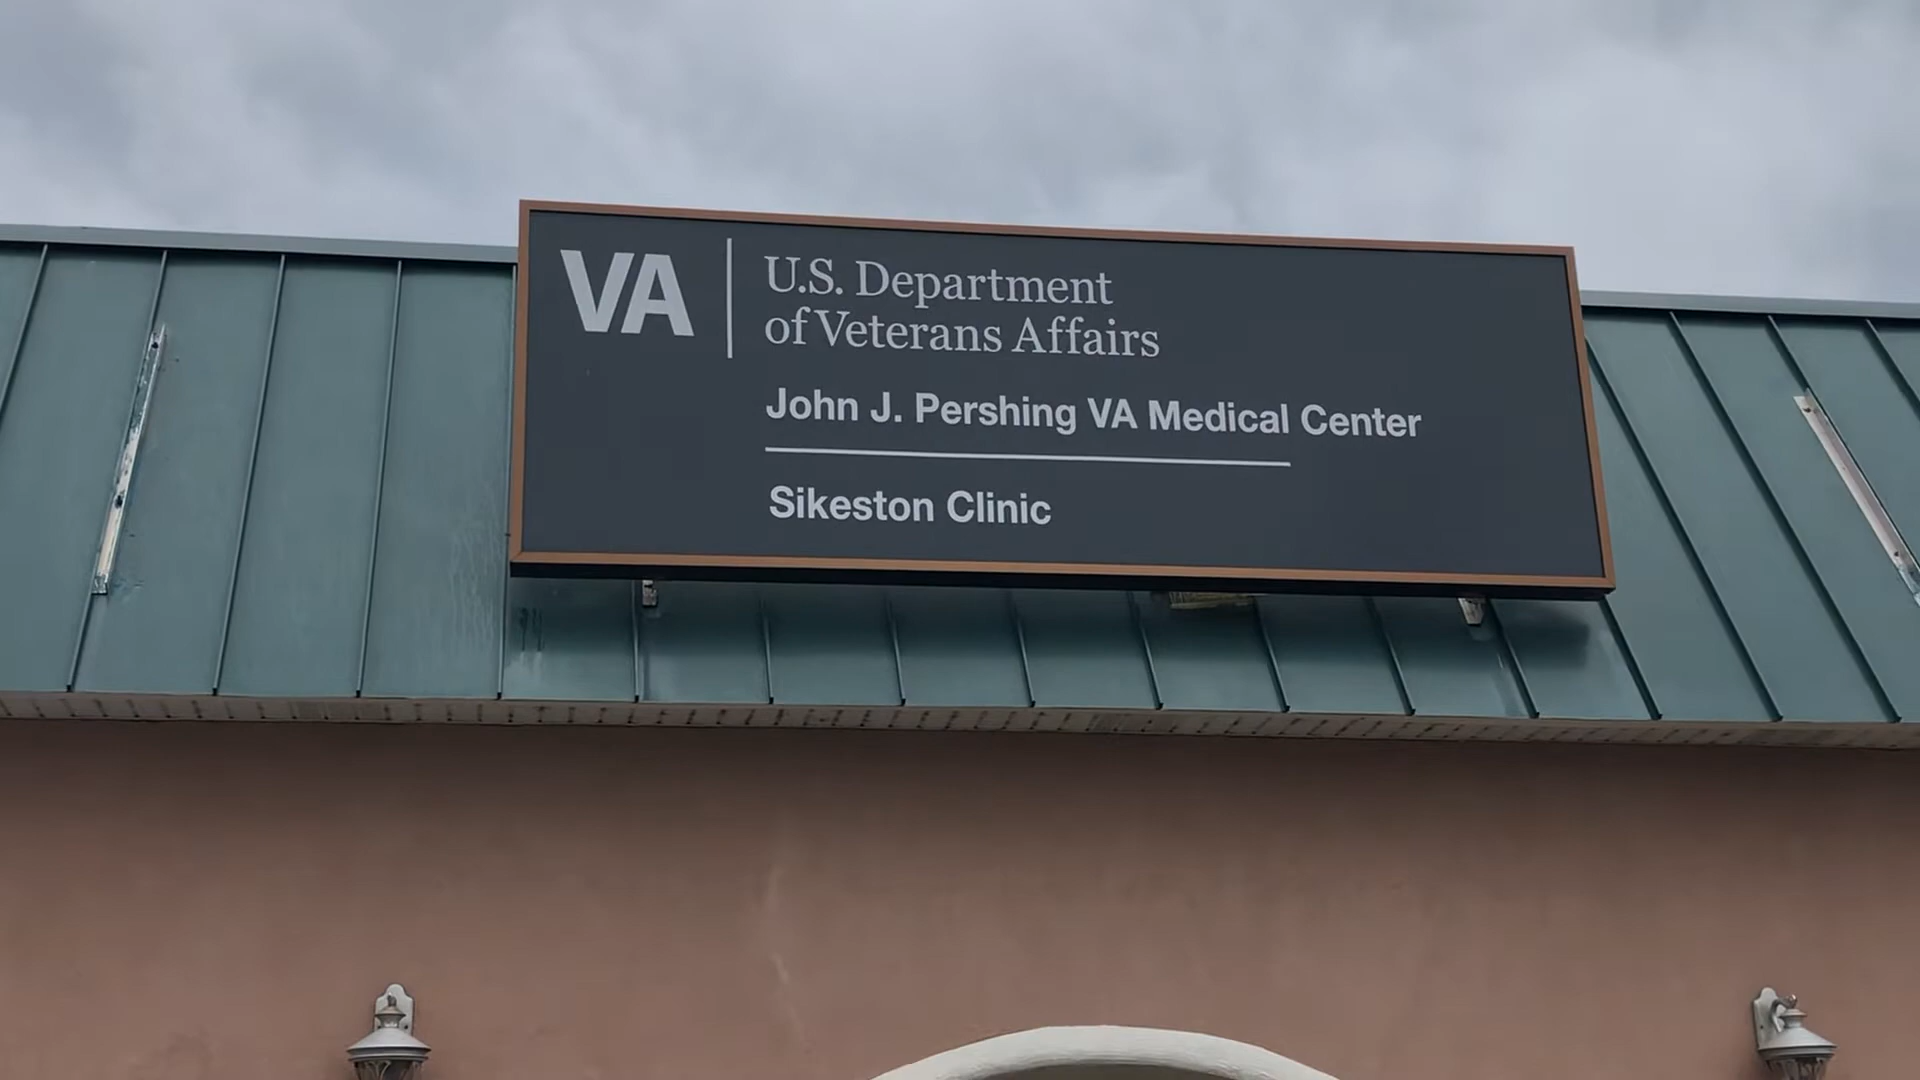 VA
U.S. Department
of Veterans Affairs
John J. Pershing VA Medical Center
Sikeston Clinic